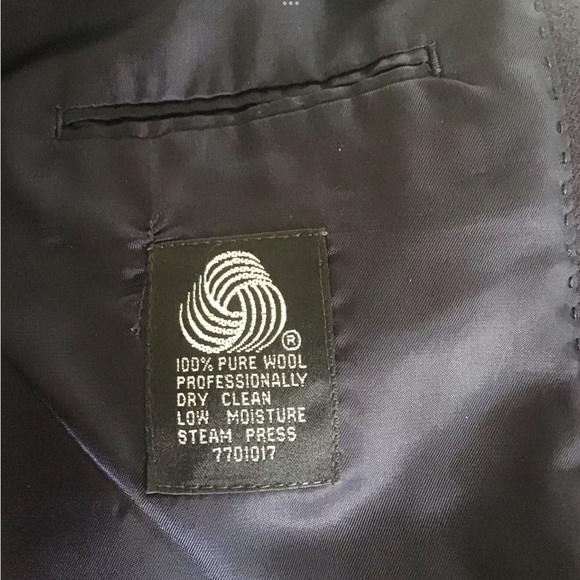 ®
100% PURE WOOL
PROFESSIONALLY
DRY CLEAN
LOW MOISTURE
STEAM PRESS
7701017